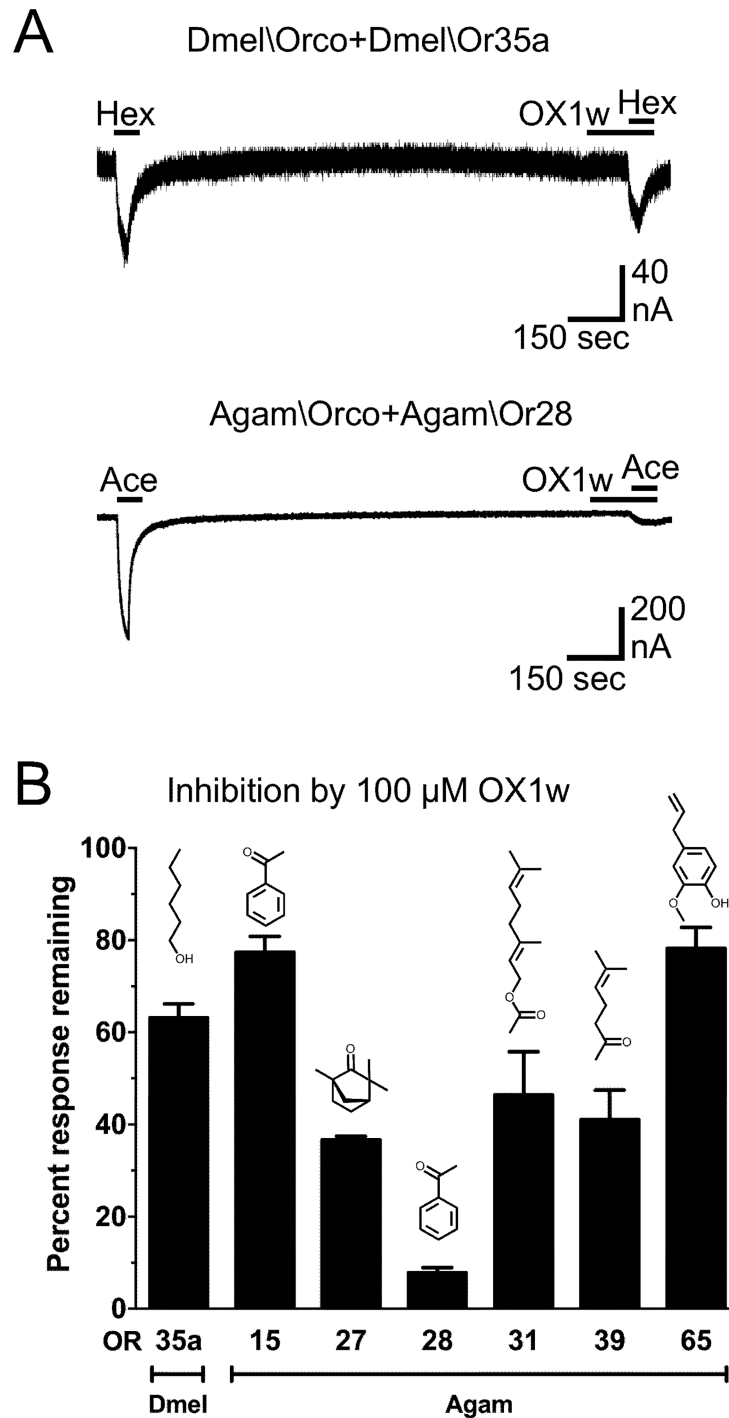 A
Dmel\Orco+Dmel\Or35a
Hex
OX1w
Hex
40
nA
150 sec
Agam\Orco+Agam\Or28
Ace
OX1w
Ace
200
nA
150 sec
B
Inhibition by 100 µM OX1w
Percent response remaining
100
80
60
40
20
0
OH
O
O
O
O
O
O
O
OH
OR 35a 15 27 28 31 39 65
Dmel Agam